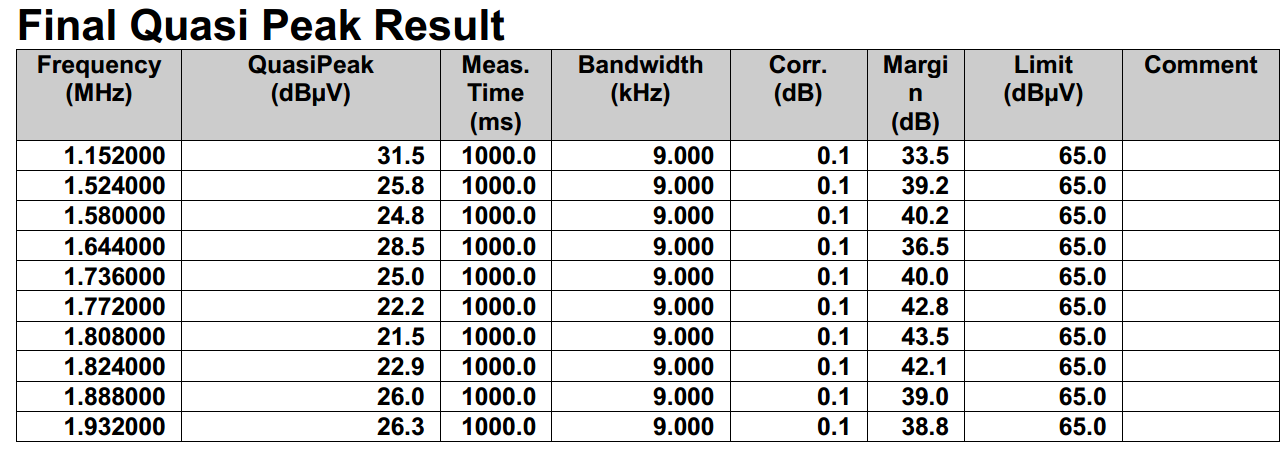 Final Quasi Peak Result
Frequency (MHz) QuasiPeak (dBµV) Meas. Time (ms) Bandwidth (kHz) Corr. (dB) Margi n (dB) Limit (dBµV) Comment
1.152000 31.5 1000.0 9.000 0.1 33.5 65.0
1.524000 25.8 1000.0 9.000 0.1 39.2 65.0
1.580000 24.8 1000.0 9.000 0.1 40.2 65.0
1.644000 28.5 1000.0 9.000 0.1 36.5 65.0
1.736000 25.0 1000.0 9.000 0.1 40.0 65.0
1.772000 22.2 1000.0 9.000 0.1 42.8 65.0
1.808000 21.5 1000.0 9.000 0.1 43.5 65.0
1.824000 22.9 1000.0 9.000 0.1 42.1 65.0
1.888000 26.0 1000.0 9.000 0.1 39.0 65.0
1.932000 26.3 1000.0 9.000 0.1 38.8 65.0